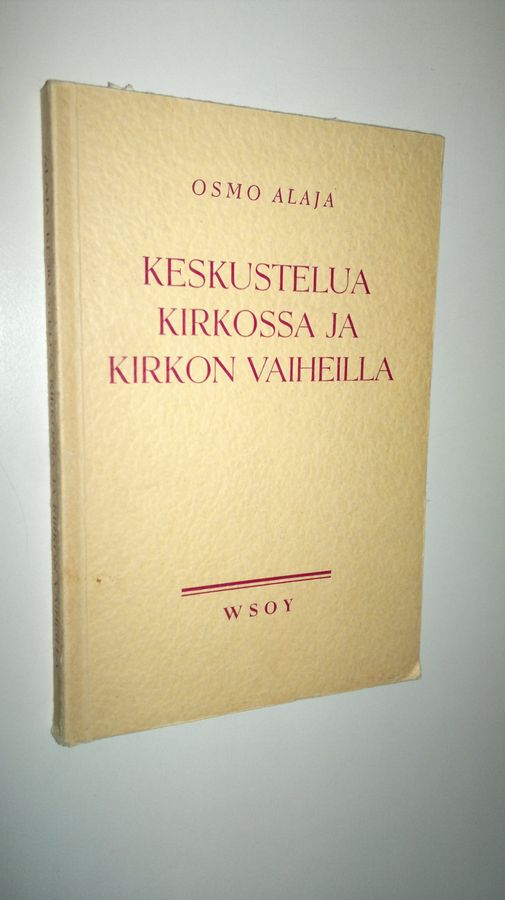 OSMO ALAJA
KESKUSTELUA
KIRKOSSA JA
KIRKON VAIHEILLA
WSOY